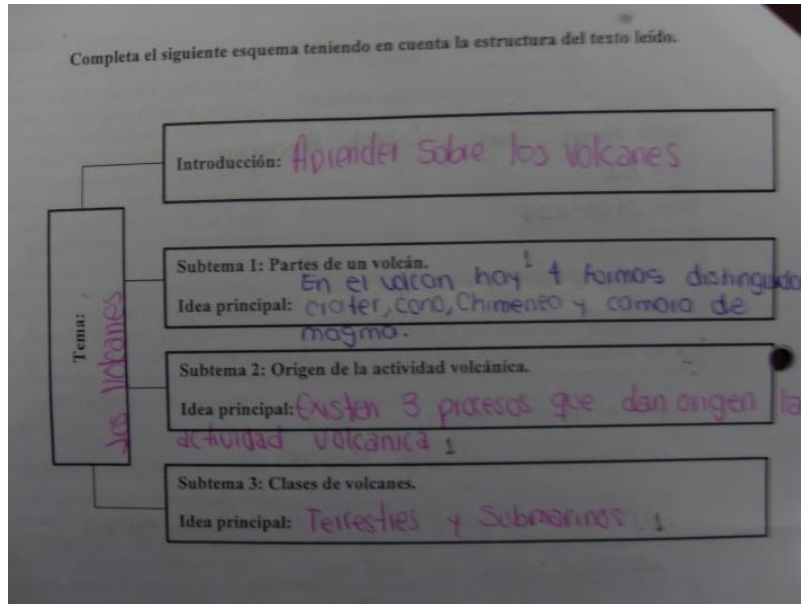 Completa el siguiente esquema teniendo en cuenta la estructura del texto leído.
Introducción: Aprender sobre los volcanes
Tema: los volcanes
Subtema 1: Partes de un volcán.
En el volcan hay 4 formas distinguido
Idea principal: crater, cono, Chimenea y camara de
magma.
Subtema 2: Origen de la actividad volcánica.
Idea principal: Existen 3 procesos que dan origen la
actividad volcanica 1
Subtema 3: Clases de volcanes.
Idea principal: Terrestres y Submarinos 1